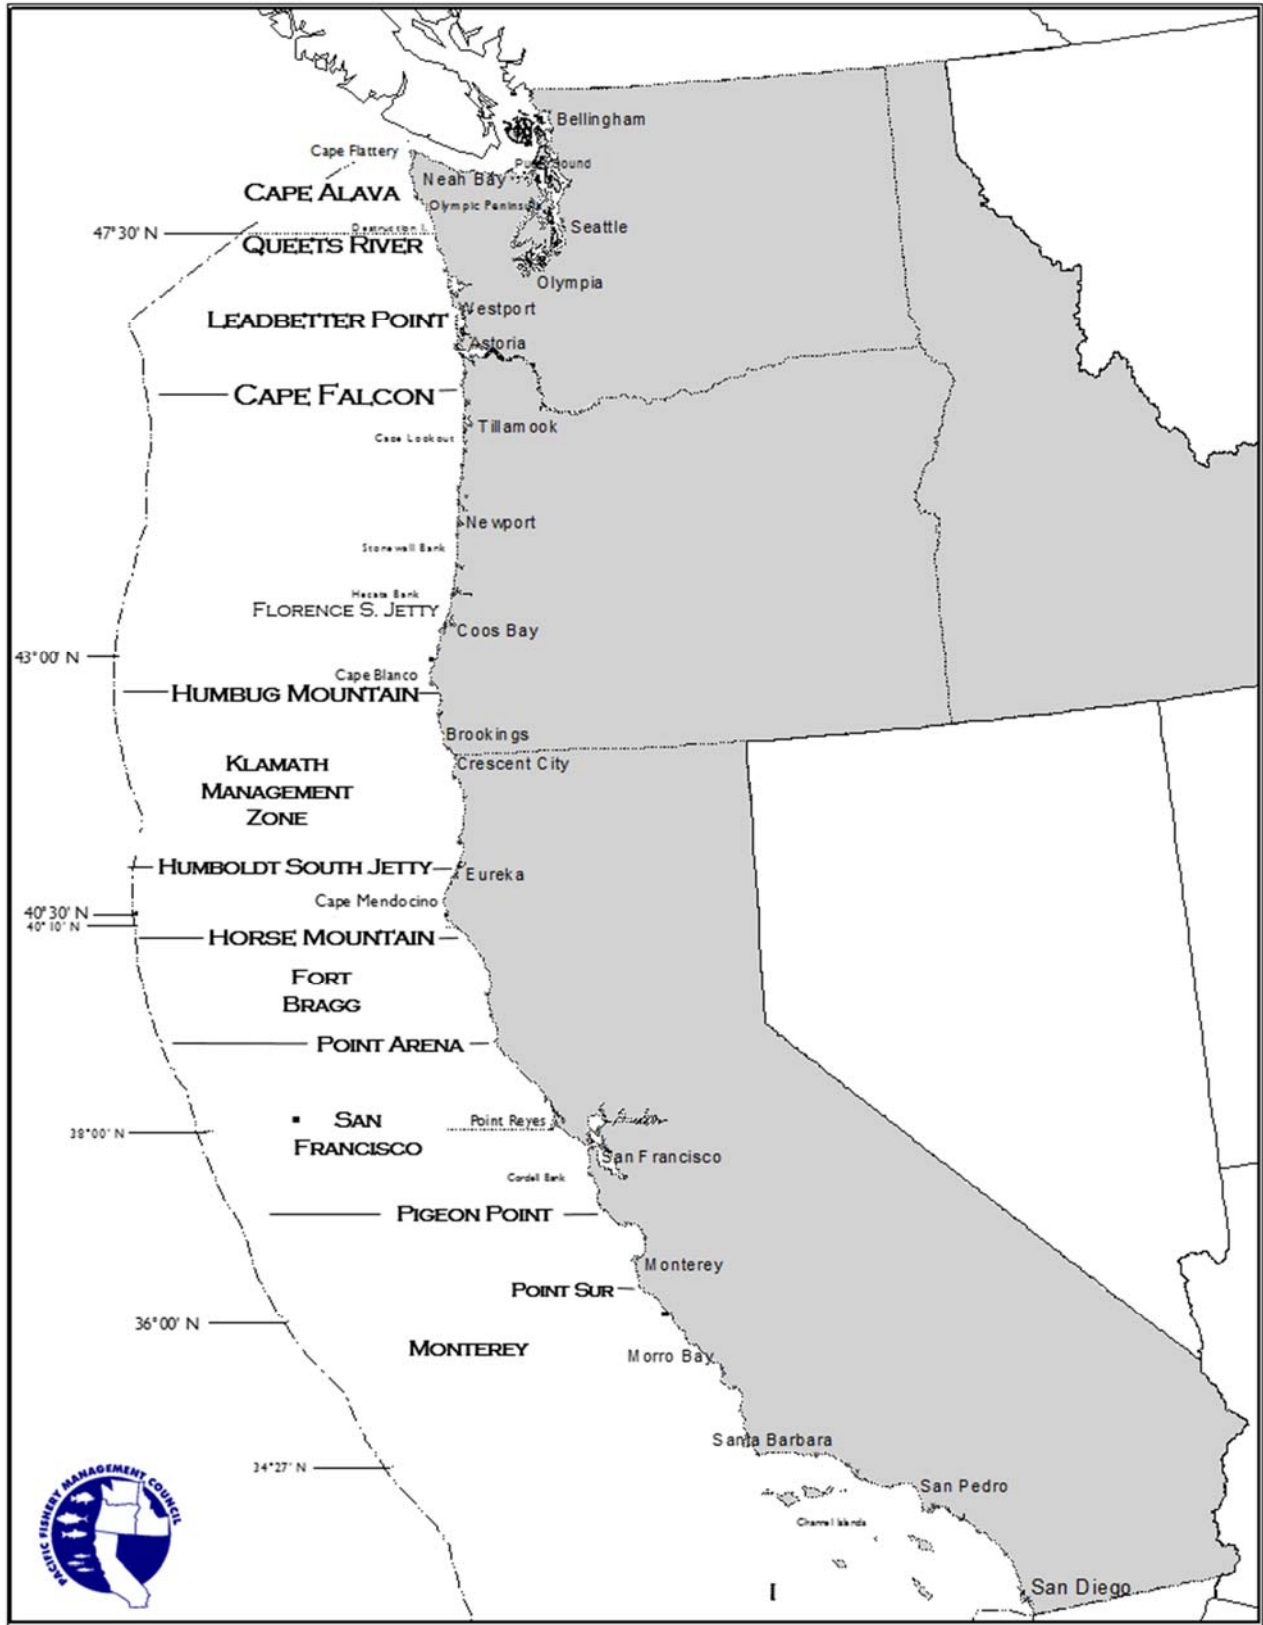 Bellingham
Cape Flattery
Neah Bay
CAPE ALAVA
Olympic Peninsula
47°30' N
Destruction I.
Seattle
QUEETS RIVER
Olympia
Westport
LEADBETTER POINT
Astoria
CAPE FALCON
Tillamook
Cape Lookout
Newport
Stonewall Bank
Heceta Bank
FLORENCE S. JETTY
Coos Bay
43°00' N
Cape Blanco
HUMBUG MOUNTAIN
Brookings
Crescent City
KLAMATH
MANAGEMENT
ZONE
HUMBOLDT SOUTH JETTY
Eureka
Cape Mendocino
40°30' N
40°10' N
HORSE MOUNTAIN
FORT
BRAGG
POINT ARENA
Point Reyes
SAN
FRANCISCO
38°00' N
San Francisco
Cordell Bank
PIGEON POINT
Monterey
POINT SUR
36°00' N
MONTEREY
Morro Bay
Santa Barbara
34°27' N
San Pedro
Channel Islands
San Diego
PACIFIC FISHERY MANAGEMENT COUNCIL